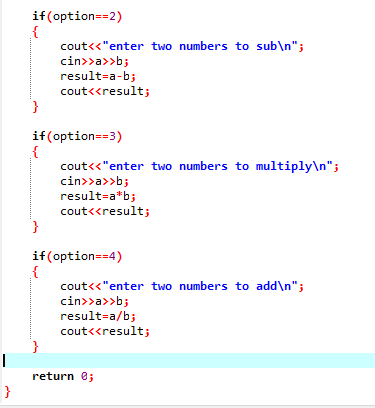 if(option==2)
{
cout<<"enter two numbers to sub\n";
cin>>a>>b;
result=a-b;
cout<<result;
}
if(option==3)
{
cout<<"enter two numbers to multiply\n";
cin>>a>>b;
result=a*b;
cout<<result;
}
if(option==4)
{
cout<<"enter two numbers to add\n";
cin>>a>>b;
result=a/b;
cout<<result;
}
return 0;
}